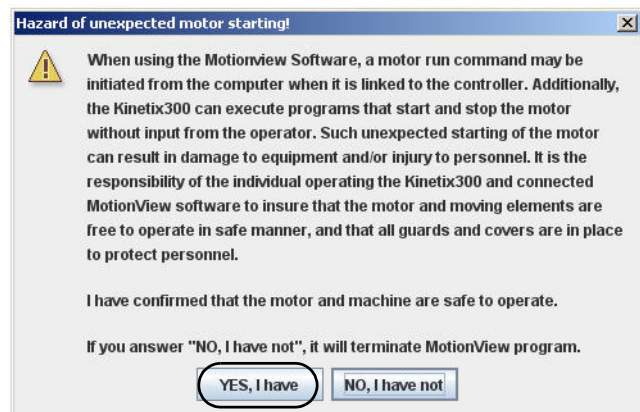 Hazard of unexpected motor starting!
When using the Motionview Software, a motor run command may be
initiated from the computer when it is linked to the controller. Additionally,
the Kinetix300 can execute programs that start and stop the motor
without input from the operator. Such unexpected starting of the motor
can result in damage to equipment and/or injury to personnel. It is the
responsibility of the individual operating the Kinetix300 and connected
MotionView software to insure that the motor and moving elements are
free to operate in safe manner, and that all guards and covers are in place
to protect personnel.
I have confirmed that the motor and machine are safe to operate.
If you answer "NO, I have not", it will terminate MotionView program.
YES, I have NO, I have not